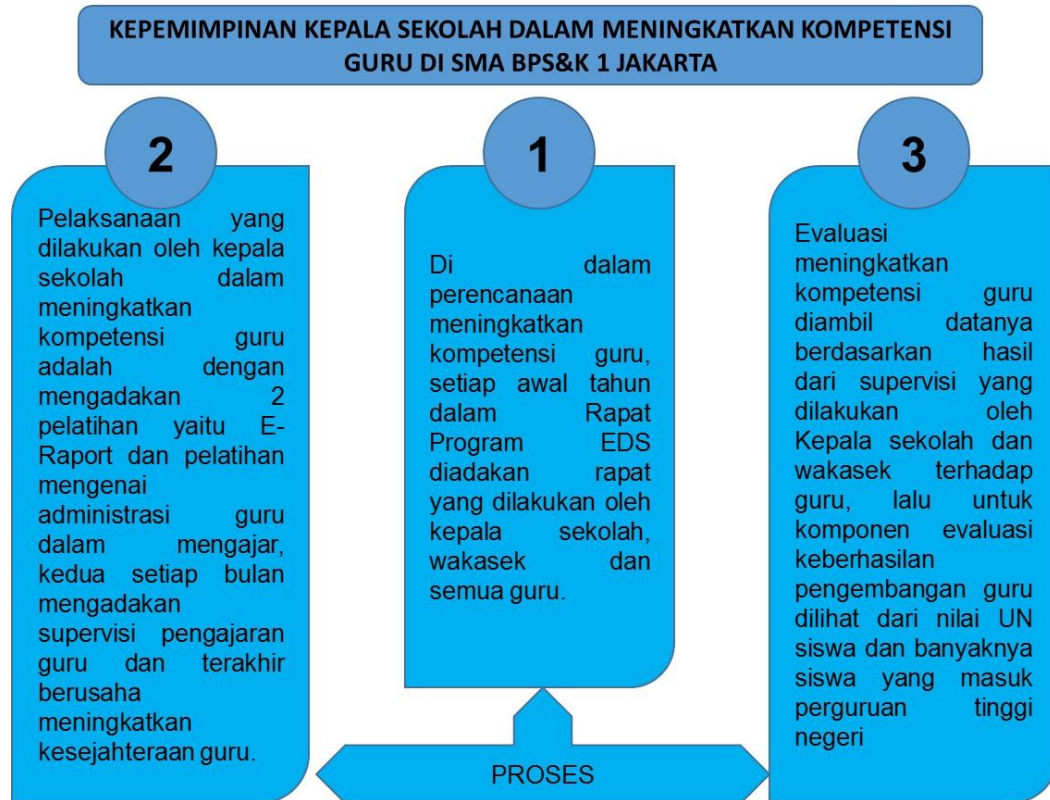 KEPEMIMPINAN KEPALA SEKOLAH DALAM MENINGKATKAN KOMPETENSI
GURU DI SMA BPS&K 1 JAKARTA
2
Pelaksanaan yang
dilakukan oleh kepala
sekolah dalam
meningkatkan
kompetensi guru
adalah dengan
mengadakan 2
pelatihan yaitu E-
Raport dan pelatihan
mengenai
administrasi guru
dalam mengajar,
kedua setiap bulan
mengadakan
supervisi pengajaran
guru dan terakhir
berusaha
meningkatkan
kesejahteraan guru.
1
Di dalam
perencanaan
meningkatkan
kompetensi guru,
setiap awal tahun
dalam Rapat
Program EDS
diadakan rapat
yang dilakukan oleh
kepala sekolah,
wakasek dan
semua guru.
3
Evaluasi
meningkatkan
kompetensi guru
diambil datanya
berdasarkan hasil
dari supervisi yang
dilakukan oleh
Kepala sekolah dan
wakasek terhadap
guru, lalu untuk
komponen evaluasi
keberhasilan
pengembangan guru
dilihat dari nilai UN
siswa dan banyaknya
siswa yang masuk
perguruan tinggi
negeri
PROSES